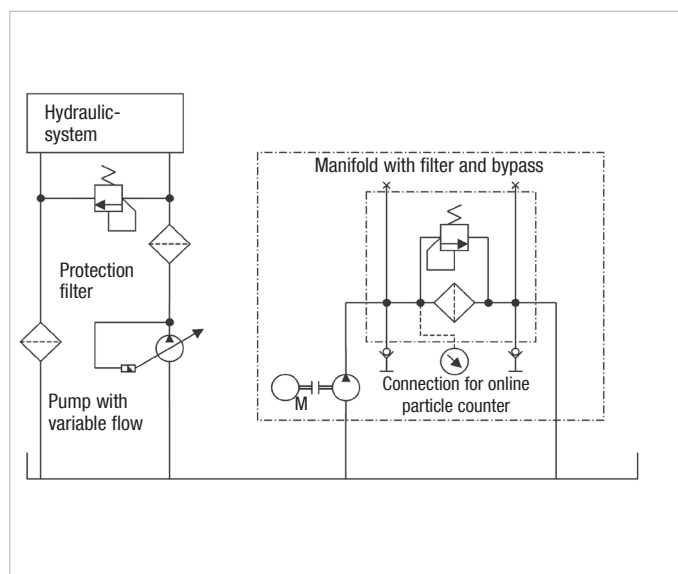 Hydraulic-
system
Manifold with filter and bypass
Protection
filter
Pump with
variable flow
M
Connection for online
particle counter